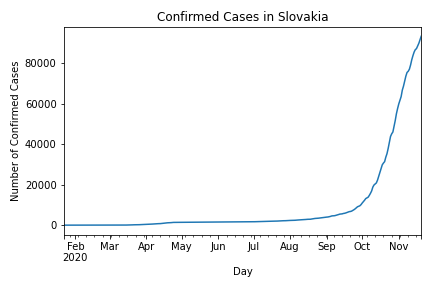 Confirmed Cases in Slovakia
Number of Confirmed Cases
80000
60000
40000
20000
0
Feb Mar Apr May Jun Jul Aug Sep Oct Nov
2020
Day